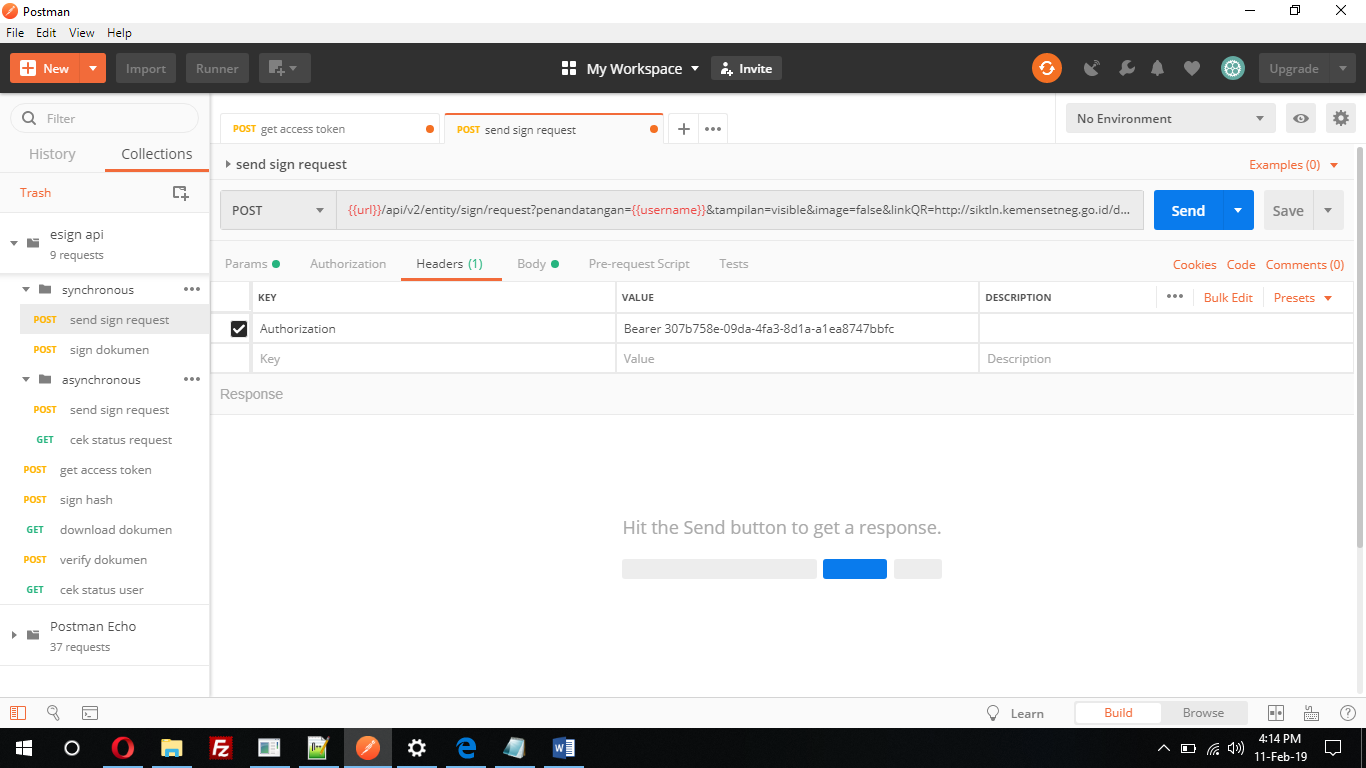 Postman
File Edit View Help
New Import Runner My Workspace Invite Upgrade
Filter
History Collections
Trash
esign api
9 requests
synchronous
POST send sign request
POST sign dokumen
asynchronous
POST send sign request
GET cek status request
POST get access token
POST sign hash
GET download dokumen
POST verify dokumen
GET cek status user
Postman Echo
37 requests
POST get access token POST send sign request No Environment
send sign request Examples (0)
POST {{url}}/api/v2/entity/sign/request?penandatangan={{username}}&tampilan=visible&image=false&linkQR=http://siktln.kemensetneg.go.id/d... Send Save
Params Authorization Headers (1) Body Pre-request Script Tests Cookies Code Comments (0)
KEY VALUE DESCRIPTION Bulk Edit Presets
Authorization Bearer 307b758e-09da-4fa3-8d1a-a1ea8747bbfc
Key Value Description
Response
Hit the Send button to get a response.
Learn Build Browse
4:14 PM
11-Feb-19